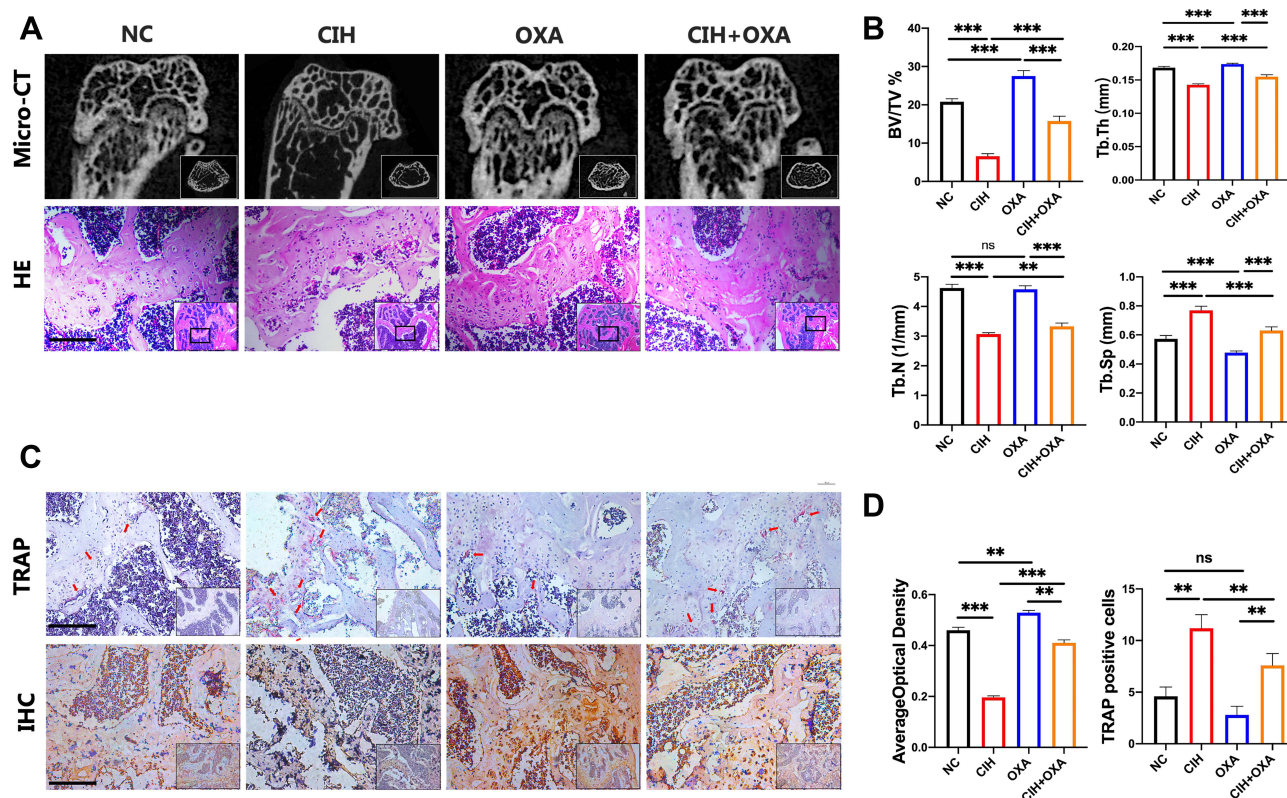 A
NC CIH OXA CIH+OXA
Micro-CT
HE
B
*** ***
*** ***
BV/TV %
40
30
20
10
0
NC CIH OXA CIH+OXA
*** ***
*** ***
Tb.Th (mm)
0.20
0.15
0.10
0.05
0.00
NC CIH OXA CIH+OXA
ns ***
*** **
Tb.N (1/mm)
5
4
3
2
1
0
NC CIH OXA CIH+OXA
*** ***
*** ***
Tb.Sp (mm)
1.0
0.8
0.6
0.4
0.2
0.0
NC CIH OXA CIH+OXA
C
TRAP
IHC
D
**
***
*** **
AverageOptical Density
0.6
0.4
0.2
0.0
NC CIH OXA CIH+OXA
ns
** **
**
TRAP positive cells
15
10
5
0
NC CIH OXA CIH+OXA